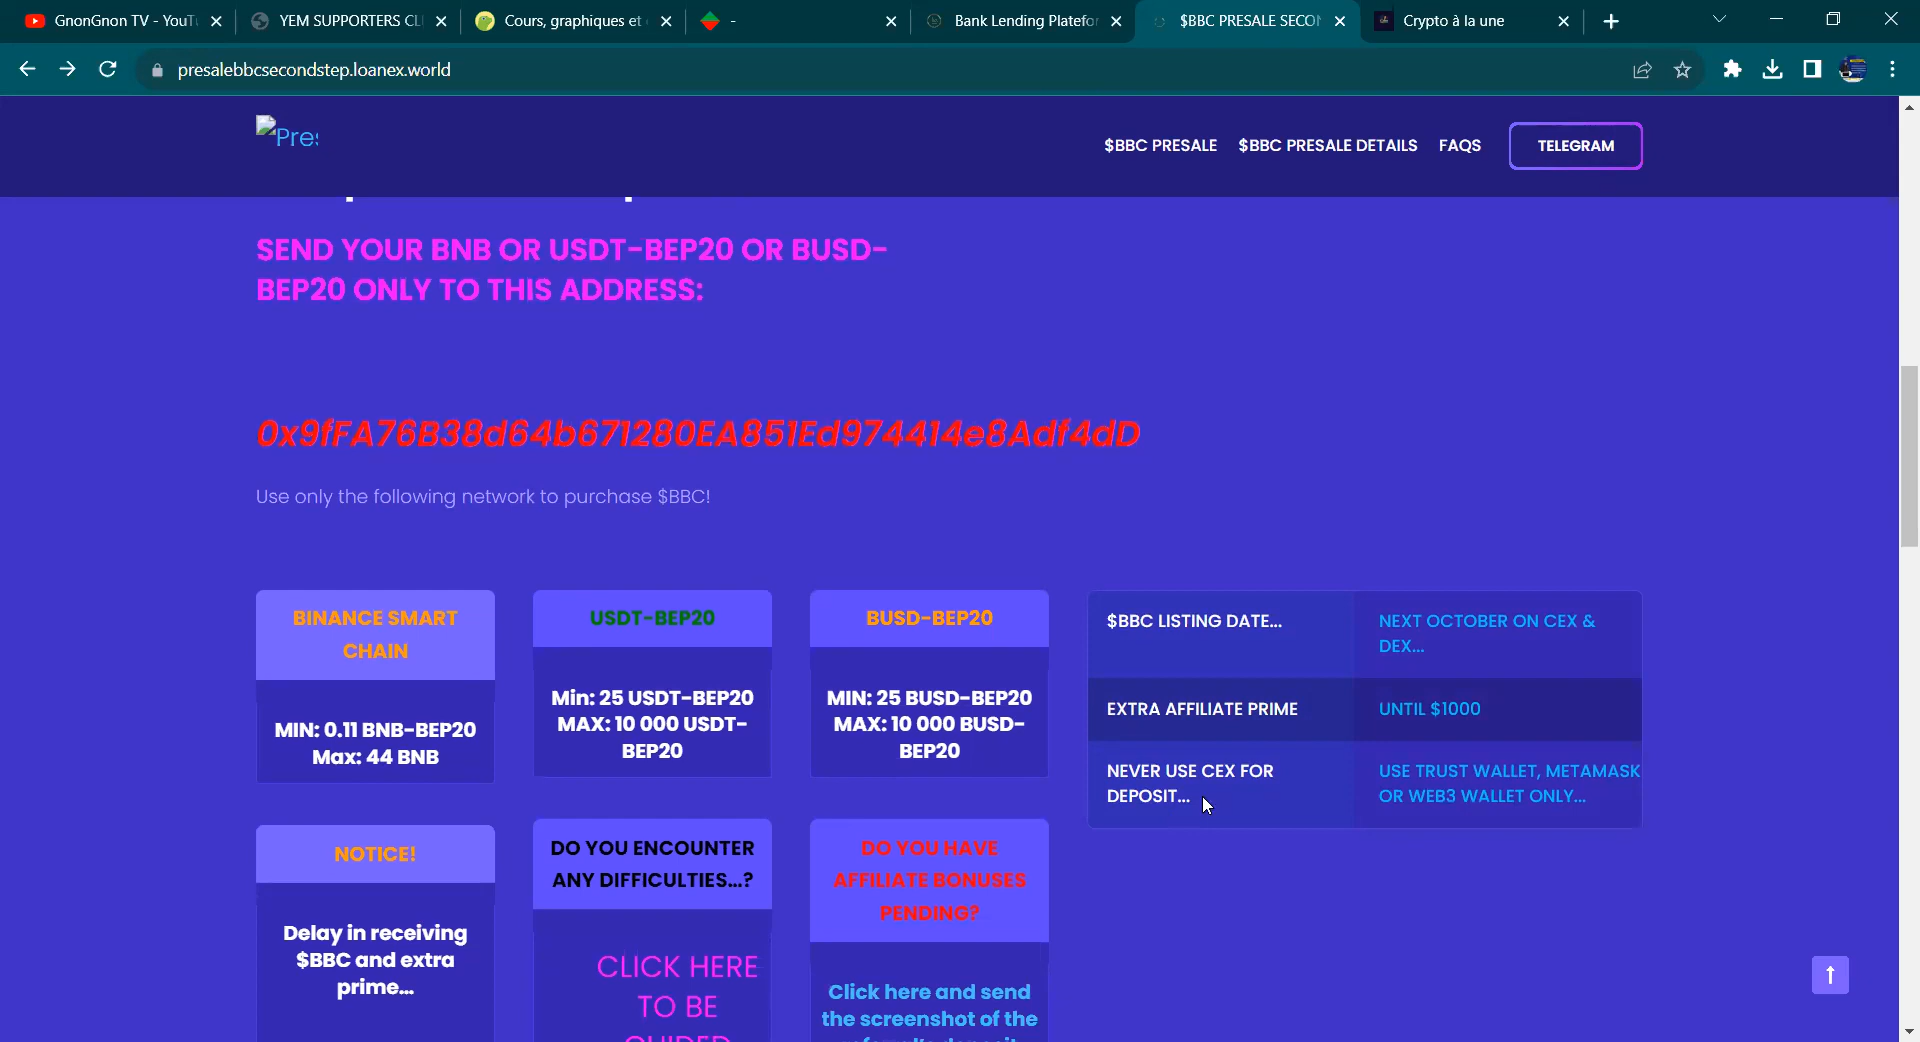 GnonGnon TV - YouTu
YEM SUPPORTERS CL
Cours, graphiques et
-
Bank Lending Platefor
$BBC PRESALE SECON
Crypto à la une
presalebbcsecondstep.loanex.world
Pres
$BBC PRESALE
$BBC PRESALE DETAILS
FAQS
TELEGRAM
SEND YOUR BNB OR USDT-BEP20 OR BUSD-
BEP20 ONLY TO THIS ADDRESS:
0x9fFA76B38d64b671280EA851Ed974414e8Adf4dD
Use only the following network to purchase $BBC!
BINANCE SMART
CHAIN
MIN: 0.11 BNB-BEP20
Max: 44 BNB
USDT-BEP20
Min: 25 USDT-BEP20
MAX: 10 000 USDT-
BEP20
BUSD-BEP20
MIN: 25 BUSD-BEP20
MAX: 10 000 BUSD-
BEP20
$BBC LISTING DATE...
NEXT OCTOBER ON CEX &
DEX...
EXTRA AFFILIATE PRIME
UNTIL $1000
NEVER USE CEX FOR
DEPOSIT...
USE TRUST WALLET, METAMASK
OR WEB3 WALLET ONLY...
NOTICE!
Delay in receiving
$BBC and extra
prime...
DO YOU ENCOUNTER
ANY DIFFICULTIES...?
CLICK HERE
TO BE
GUIDED
DO YOU HAVE
AFFILIATE BONUSES
PENDING?
Click here and send
the screenshot of the
referral's deposit